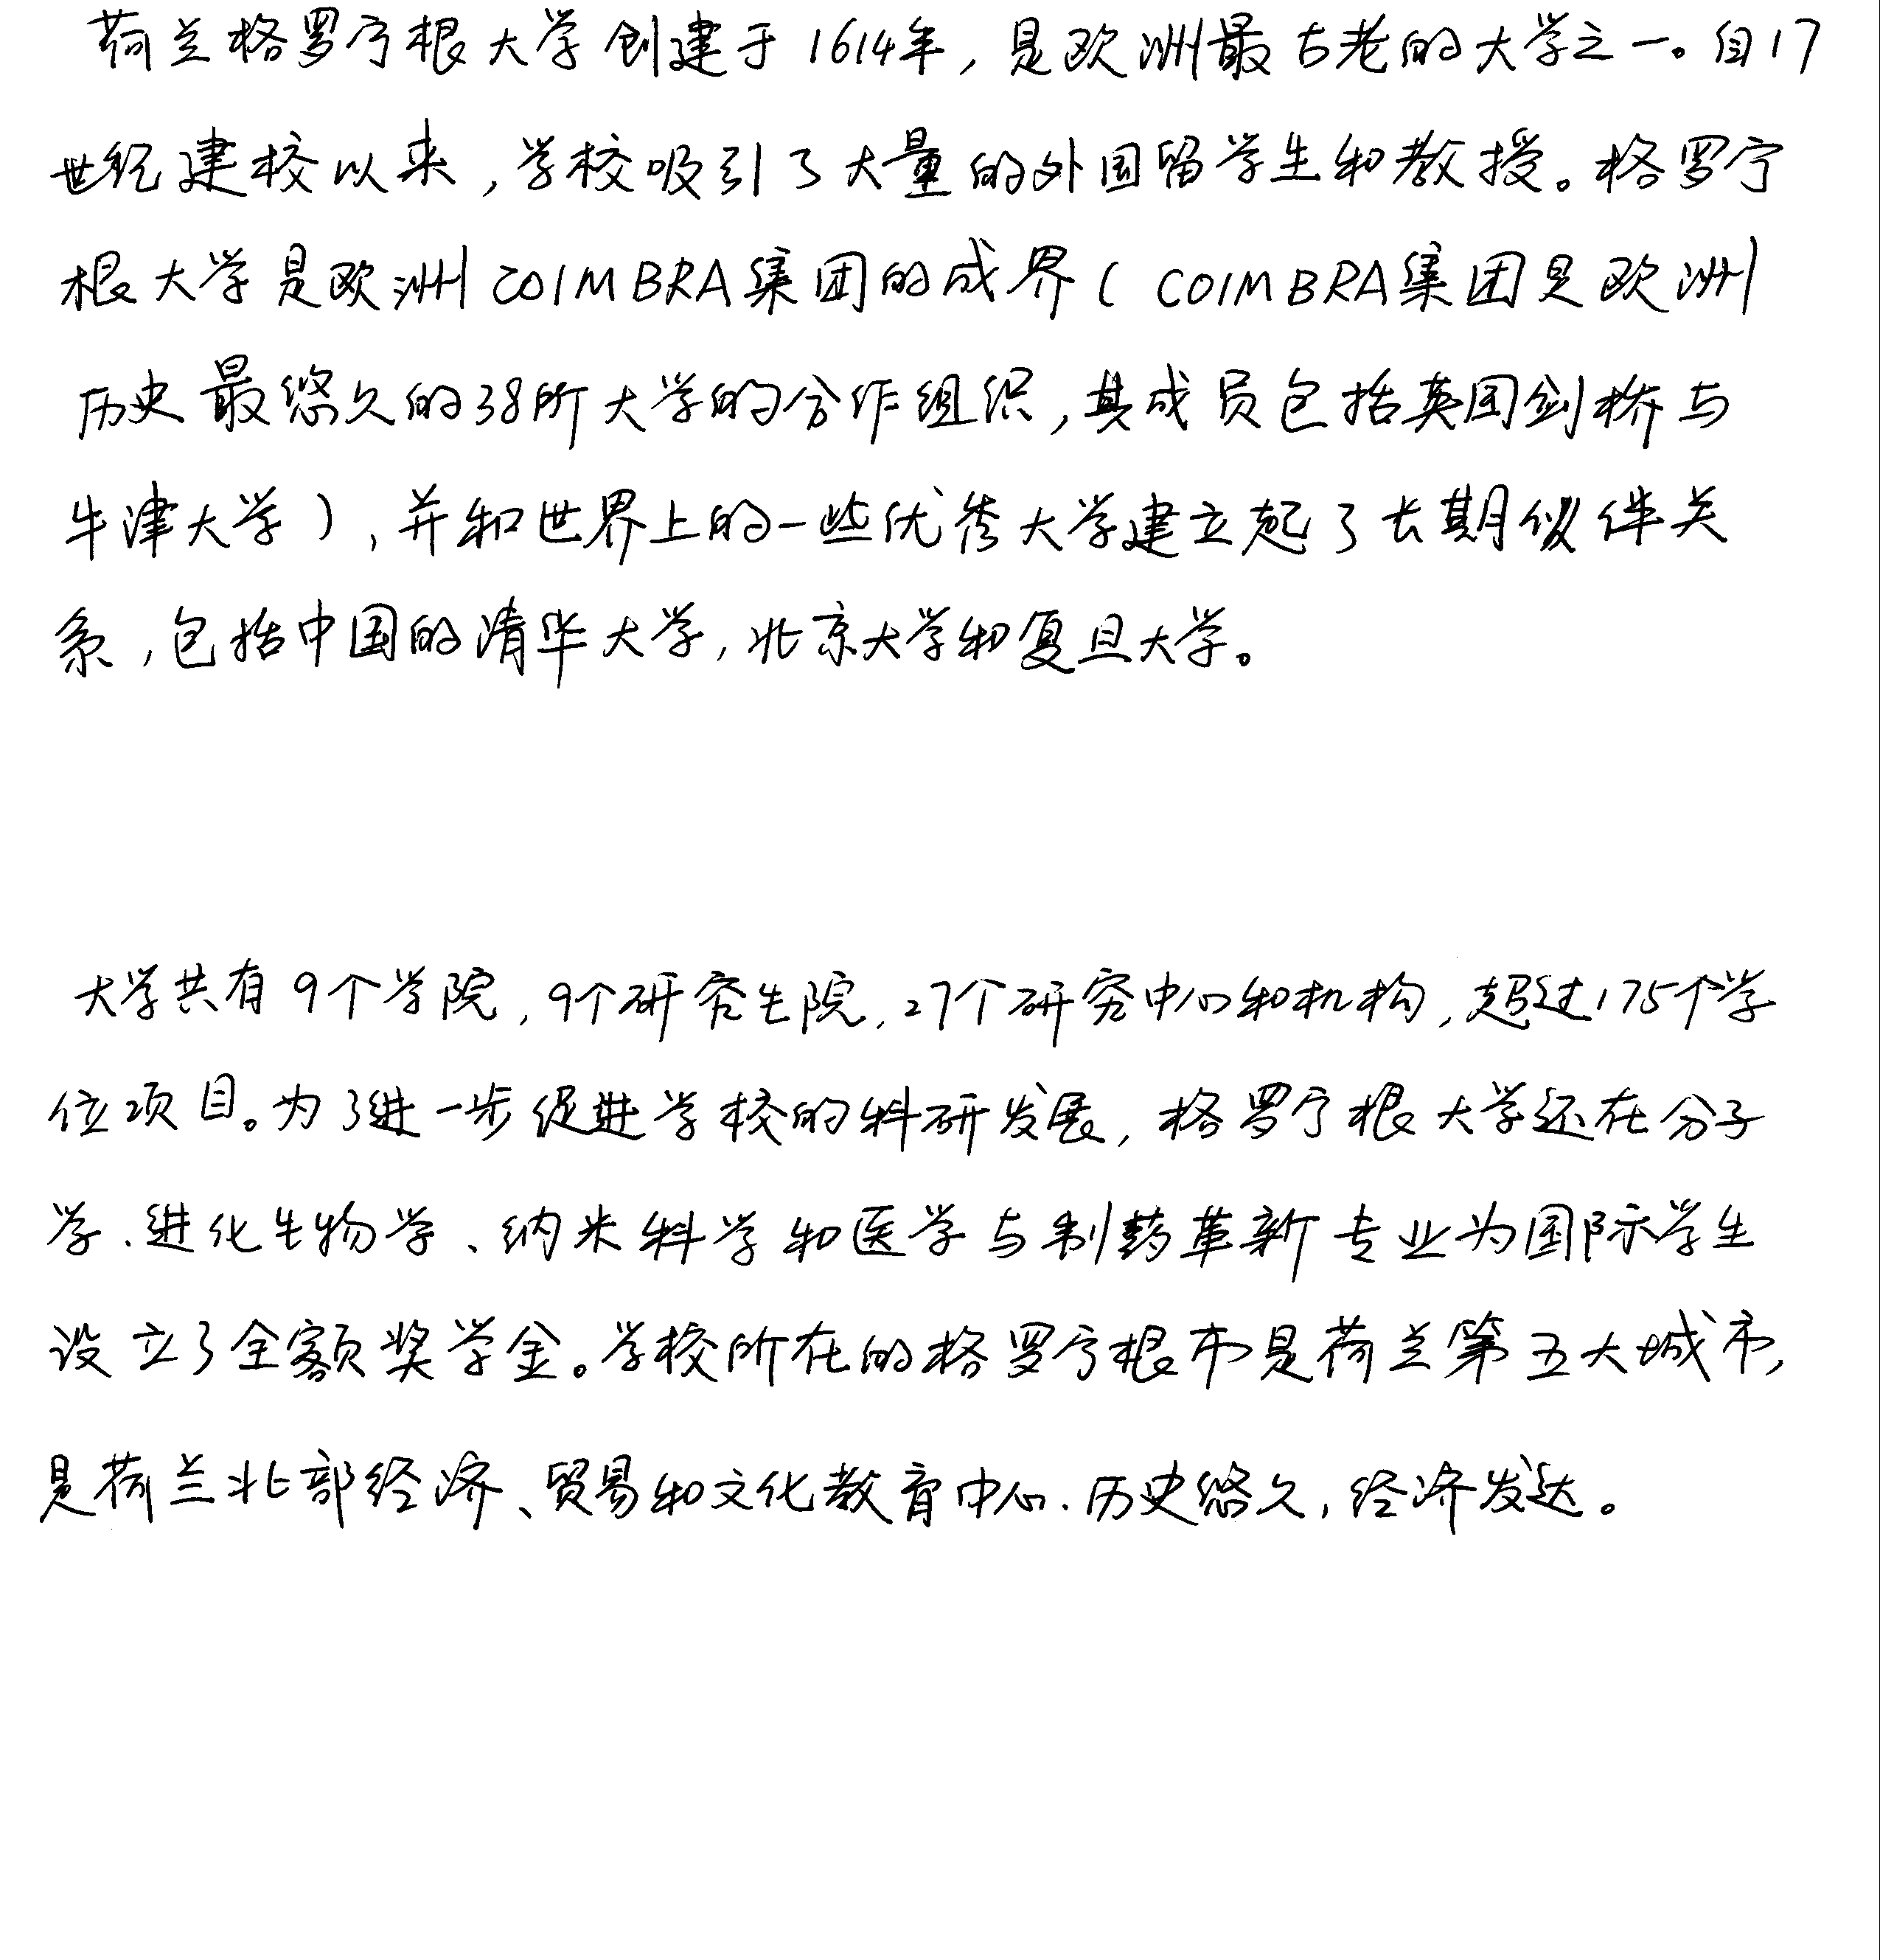 荷兰格罗宁根大学创建于1614年,是欧洲最古老的大学之一。自17
世纪建校以来,学校吸引了大量的外国留学生和教授。格罗宁
根大学是欧洲COIMBRA集团的成界(COIMBRA集团是欧洲
历史最悠久的38所大学的合作组织,其成员包括英国剑桥与
牛津大学),并和世界上的一些优秀大学建立起了长期伙伴关
系,包括中国的清华大学,北京大学和复旦大学。
大学共有9个学院,9个研究生院,27个研究中心和机构,超过175个学
位项目。为了进一步促进学校的科研发展,格罗宁根大学还在分子
学、进化生物学、纳米科学和医学与制药革新专业为国际学生
设立了全额奖学金。学校所在的格罗宁根市是荷兰第五大城市,
是荷兰北部经济、贸易和文化教育中心.历史悠久,经济发达。